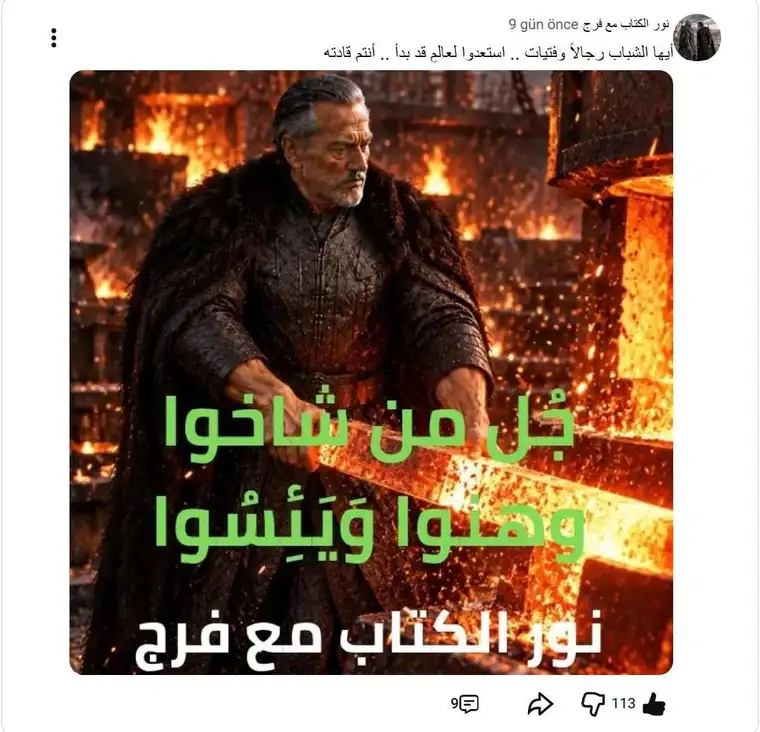 نور الكتاب مع فرج 9 gün önce
أيها الشباب رجالاً وفتيات .. استعدوا لعالمٍ قد بدأ .. أنتم قادته
جُل من شاخوا
وهنوا وَيَئِسُوا
نور الكتاب مع فرج
113
9